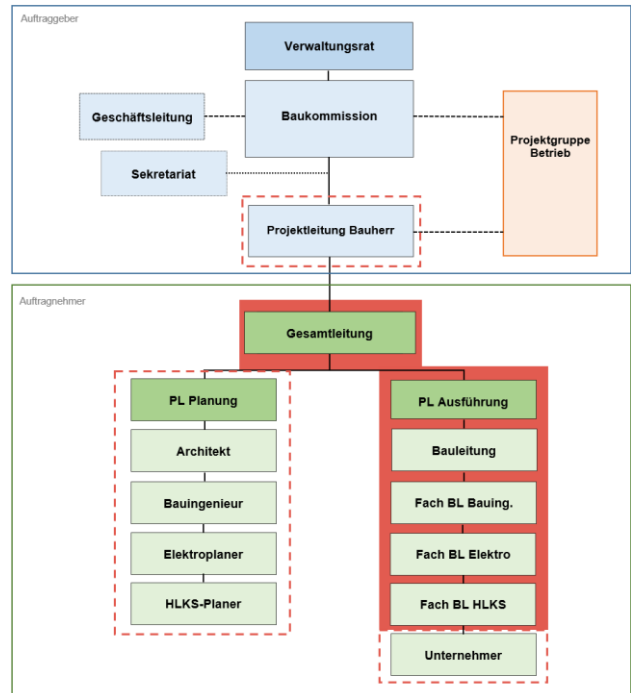 Auftraggeber
Verwaltungsrat
Geschäftsleitung
Baukommission
Projektgruppe
Betrieb
Sekretariat
Projektleitung Bauherr
Auftragnehmer
Gesamtleitung
PL Planung
PL Ausführung
Architekt
Bauleitung
Bauingenieur
Fach BL Bauing.
Elektroplaner
Fach BL Elektro
HLKS-Planer
Fach BL HLKS
Unternehmer